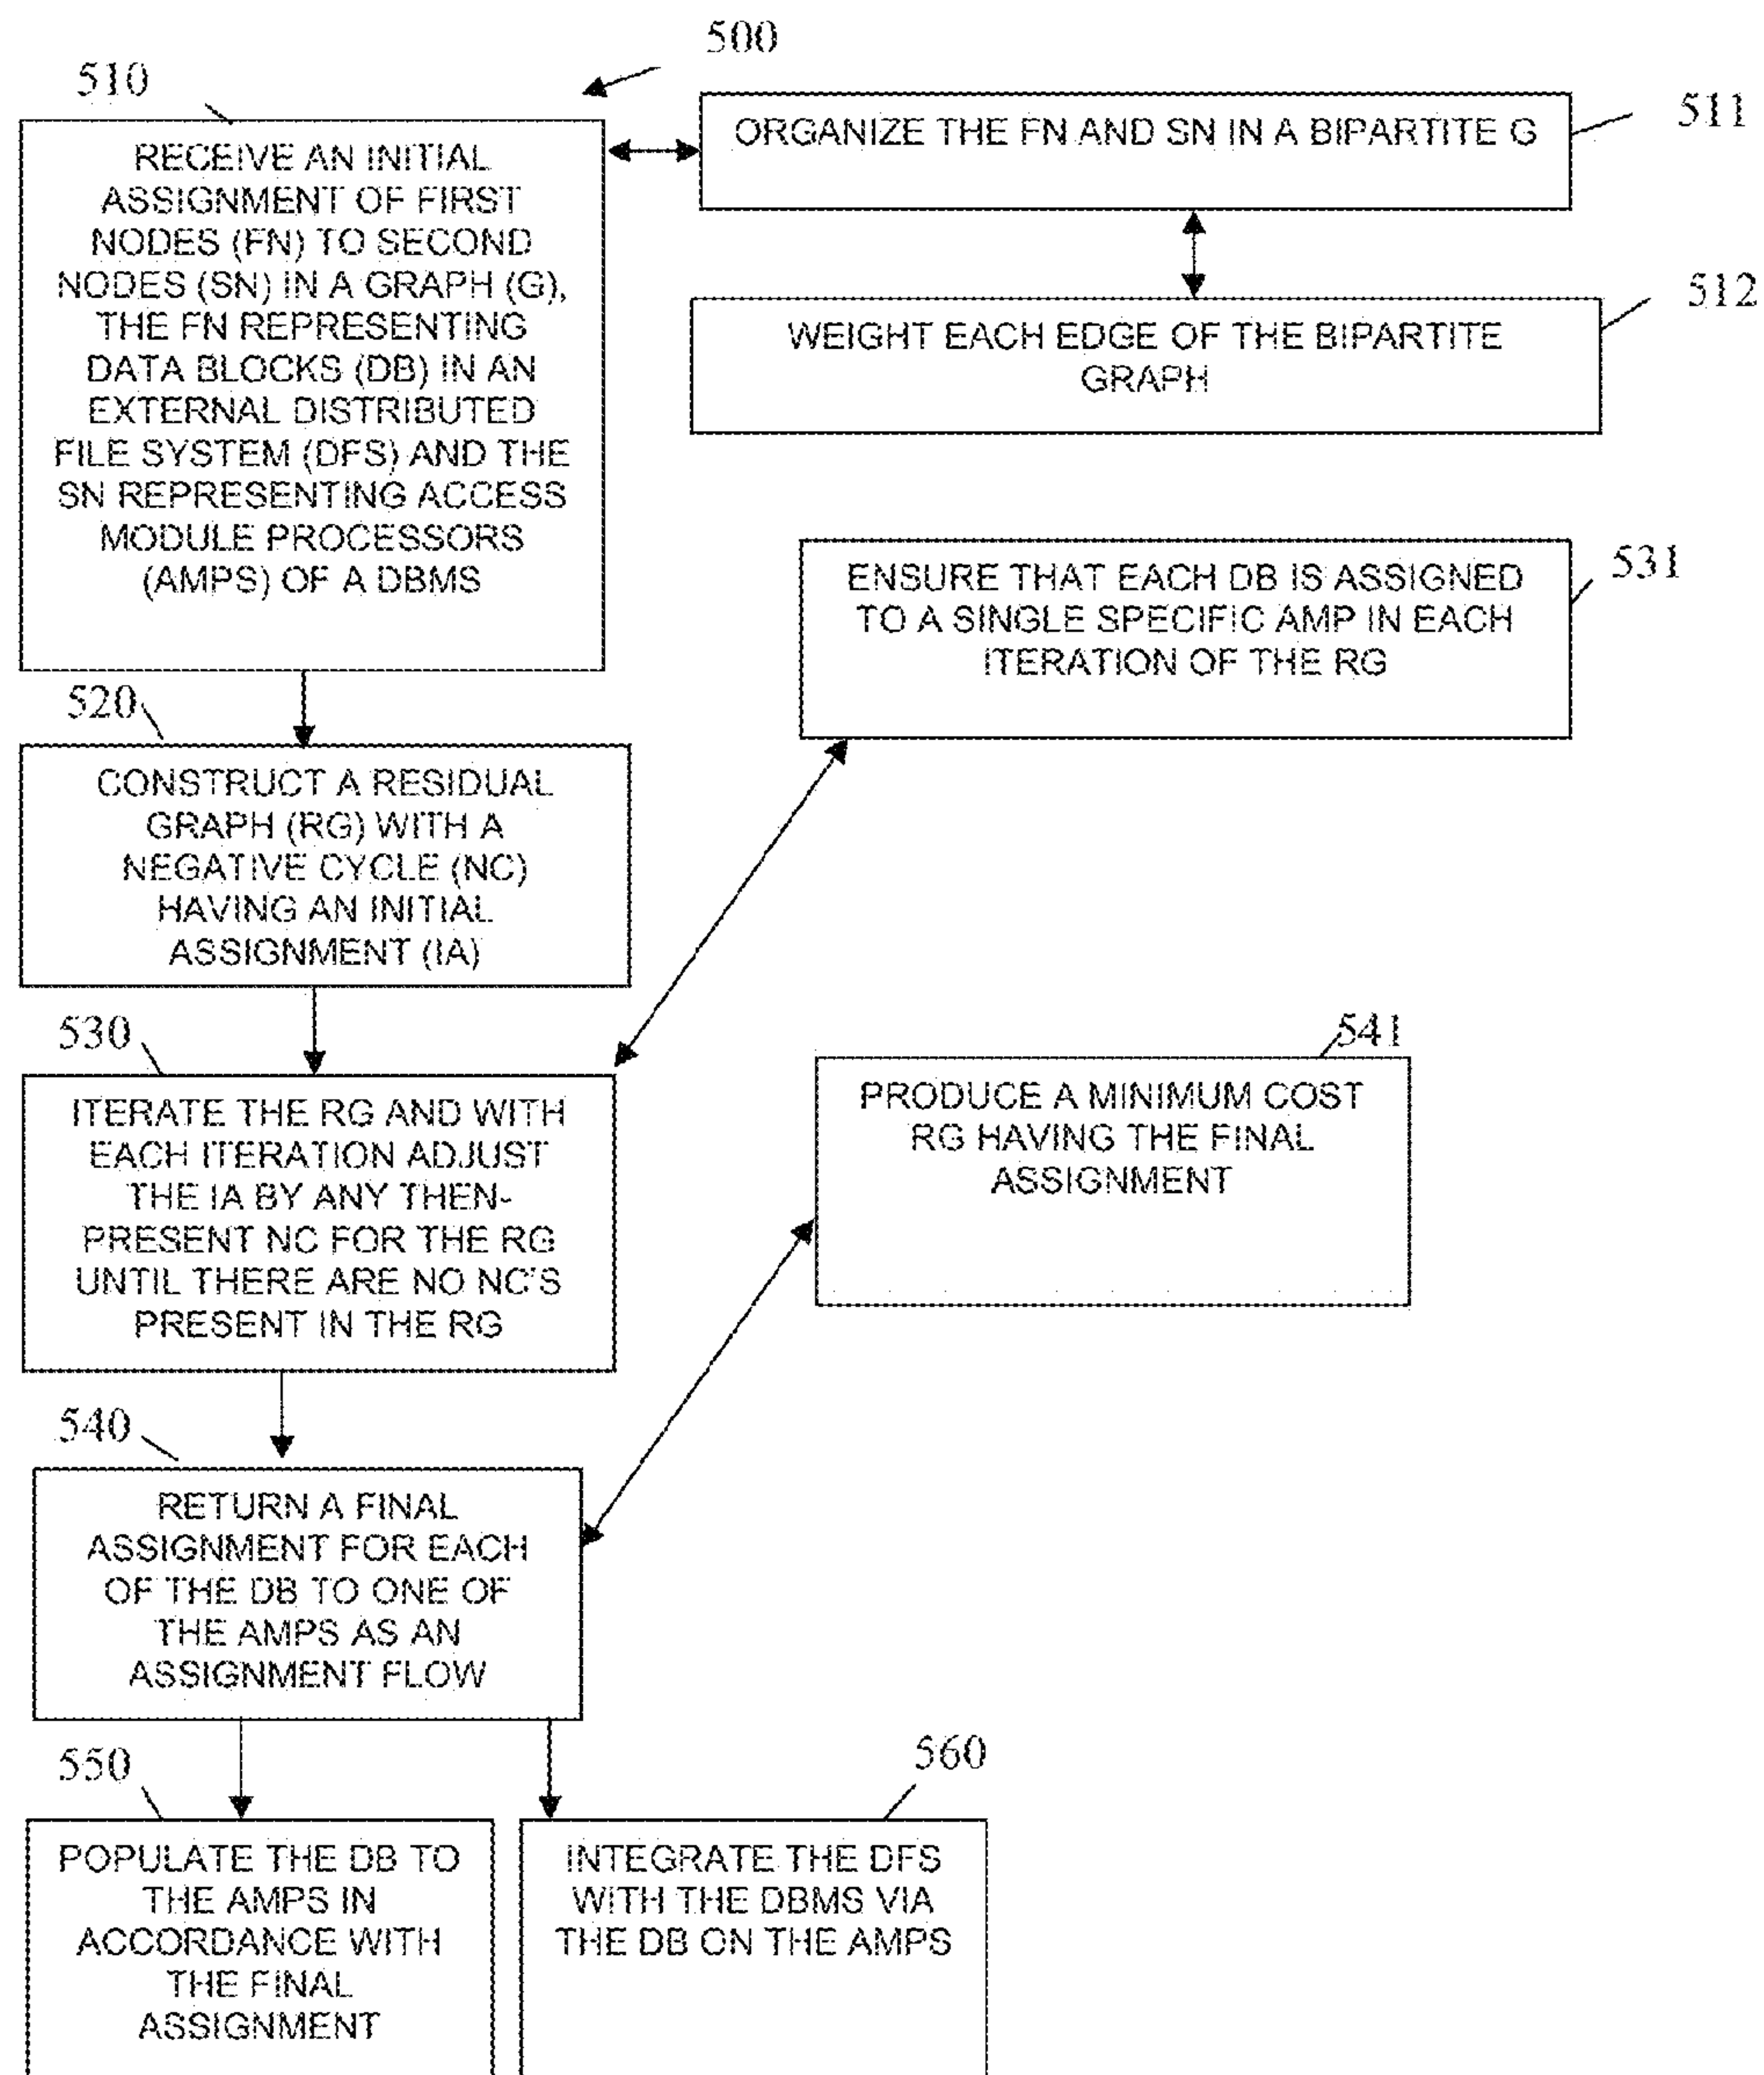 500
510
RECEIVE AN INITIAL
ASSIGNMENT OF FIRST
NODES (FN) TO SECOND
NODES (SN) IN A GRAPH (G),
THE FN REPRESENTING
DATA BLOCKS (DB) IN AN
EXTERNAL DISTRIBUTED
FILE SYSTEM (DFS) AND THE
SN REPRESENTING ACCESS
MODULE PROCESSORS
(AMPS) OF A DBMS
511
ORGANIZE THE FN AND SN IN A BIPARTITE G
512
WEIGHT EACH EDGE OF THE BIPARTITE
GRAPH
520
CONSTRUCT A RESIDUAL
GRAPH (RG) WITH A
NEGATIVE CYCLE (NC)
HAVING AN INITIAL
ASSIGNMENT (IA)
531
ENSURE THAT EACH DB IS ASSIGNED
TO A SINGLE SPECIFIC AMP IN EACH
ITERATION OF THE RG
530
ITERATE THE RG AND WITH
EACH ITERATION ADJUST
THE IA BY ANY THEN-
PRESENT NC FOR THE RG
UNTIL THERE ARE NO NC'S
PRESENT IN THE RG
541
PRODUCE A MINIMUM COST
RG HAVING THE FINAL
ASSIGNMENT
540
RETURN A FINAL
ASSIGNMENT FOR EACH
OF THE DB TO ONE OF
THE AMPS AS AN
ASSIGNMENT FLOW
550
POPULATE THE DB TO
THE AMPS IN
ACCORDANCE WITH
THE FINAL
ASSIGNMENT
560
INTEGRATE THE DFS
WITH THE DBMS VIA
THE DB ON THE AMPS